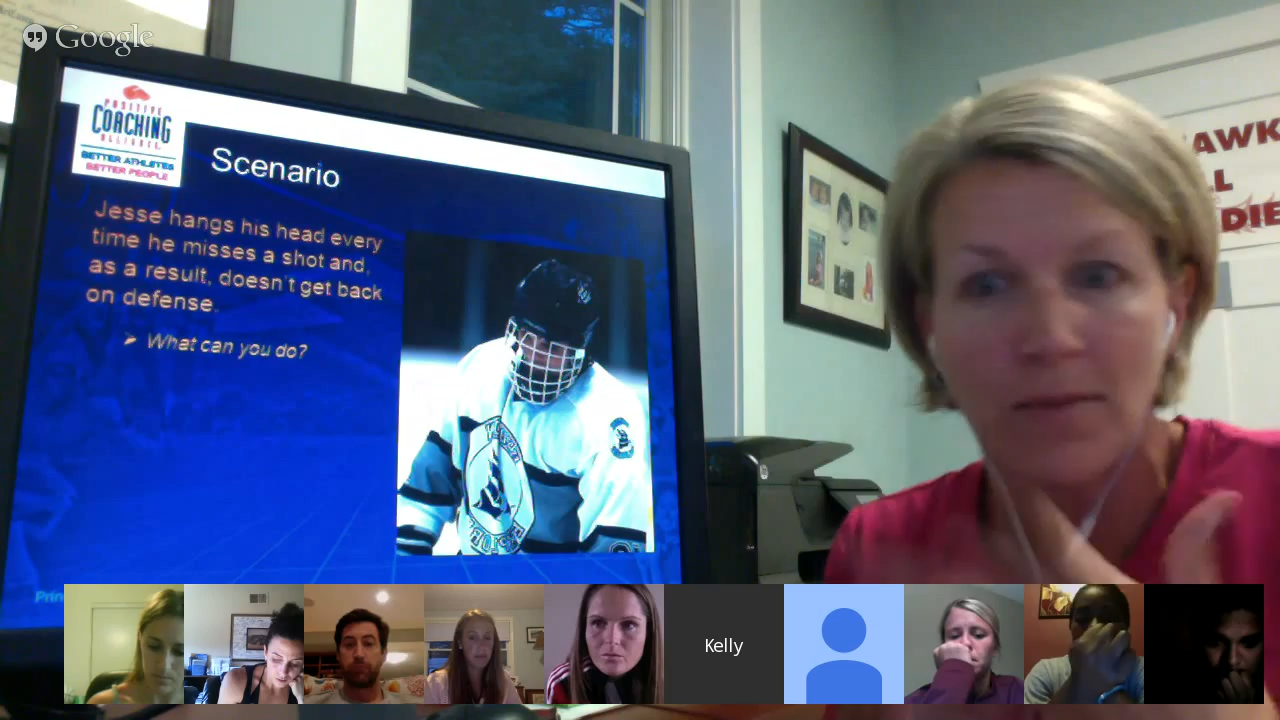 Google
POSITIVE
COACHING
ALLIANCE
BETTER ATHLETES
BETTER PEOPLE
Scenario
Jesse hangs his head every
time he misses a shot and,
as a result, doesn't get back
on defense.
➤ What can you do?
Kelly